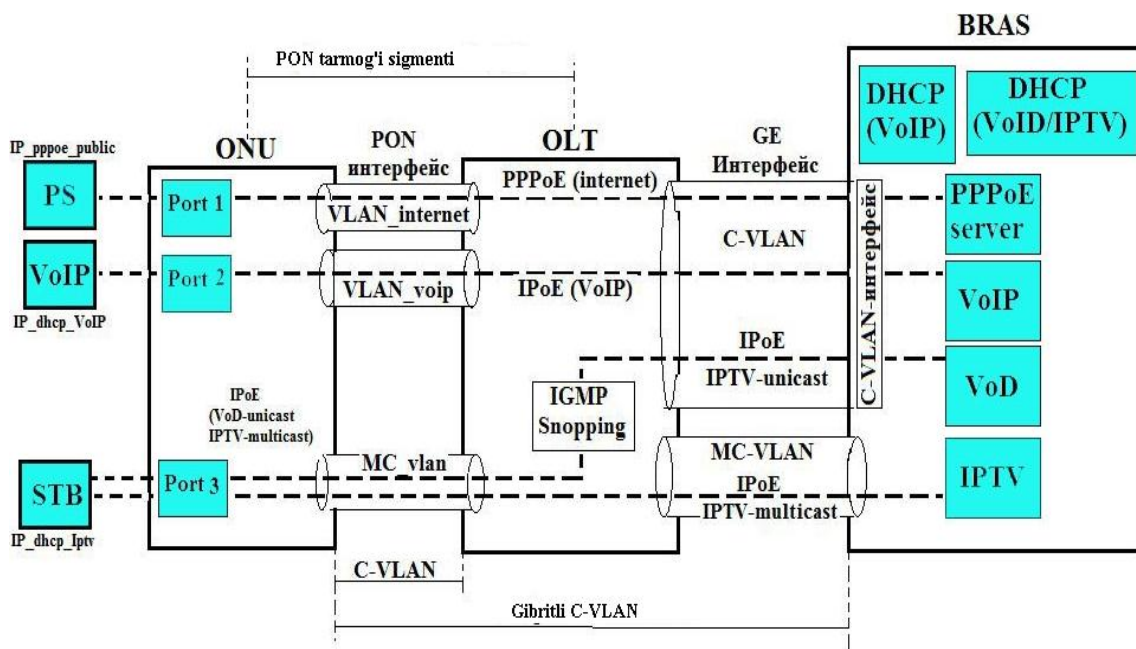 BRAS
PON tarmog'i sigmenti
DHCP
(VoIP)
DHCP
(VoID/IPTV)
ONU
PON
интерфейс
OLT
GE
Интерфейс
IP_pppoe_public
PS
Port 1
VLAN_internet
PPPoE (internet)
C-VLAN
C-VLAN-интерфейс
PPPoE
server
VoIP
IP_dhcp_VoIP
Port 2
VLAN_voip
IPoE (VoIP)
VoIP
IPoE
IPTV-unicast
VoD
IPoE
(VoD-unicast
IPTV-multicast)
IGMP
Snopping
STB
IP_dhcp_Iptv
Port 3
MC_vlan
MC-VLAN
IPoE
IPTV-multicast
IPTV
C-VLAN
Gibritli C-VLAN